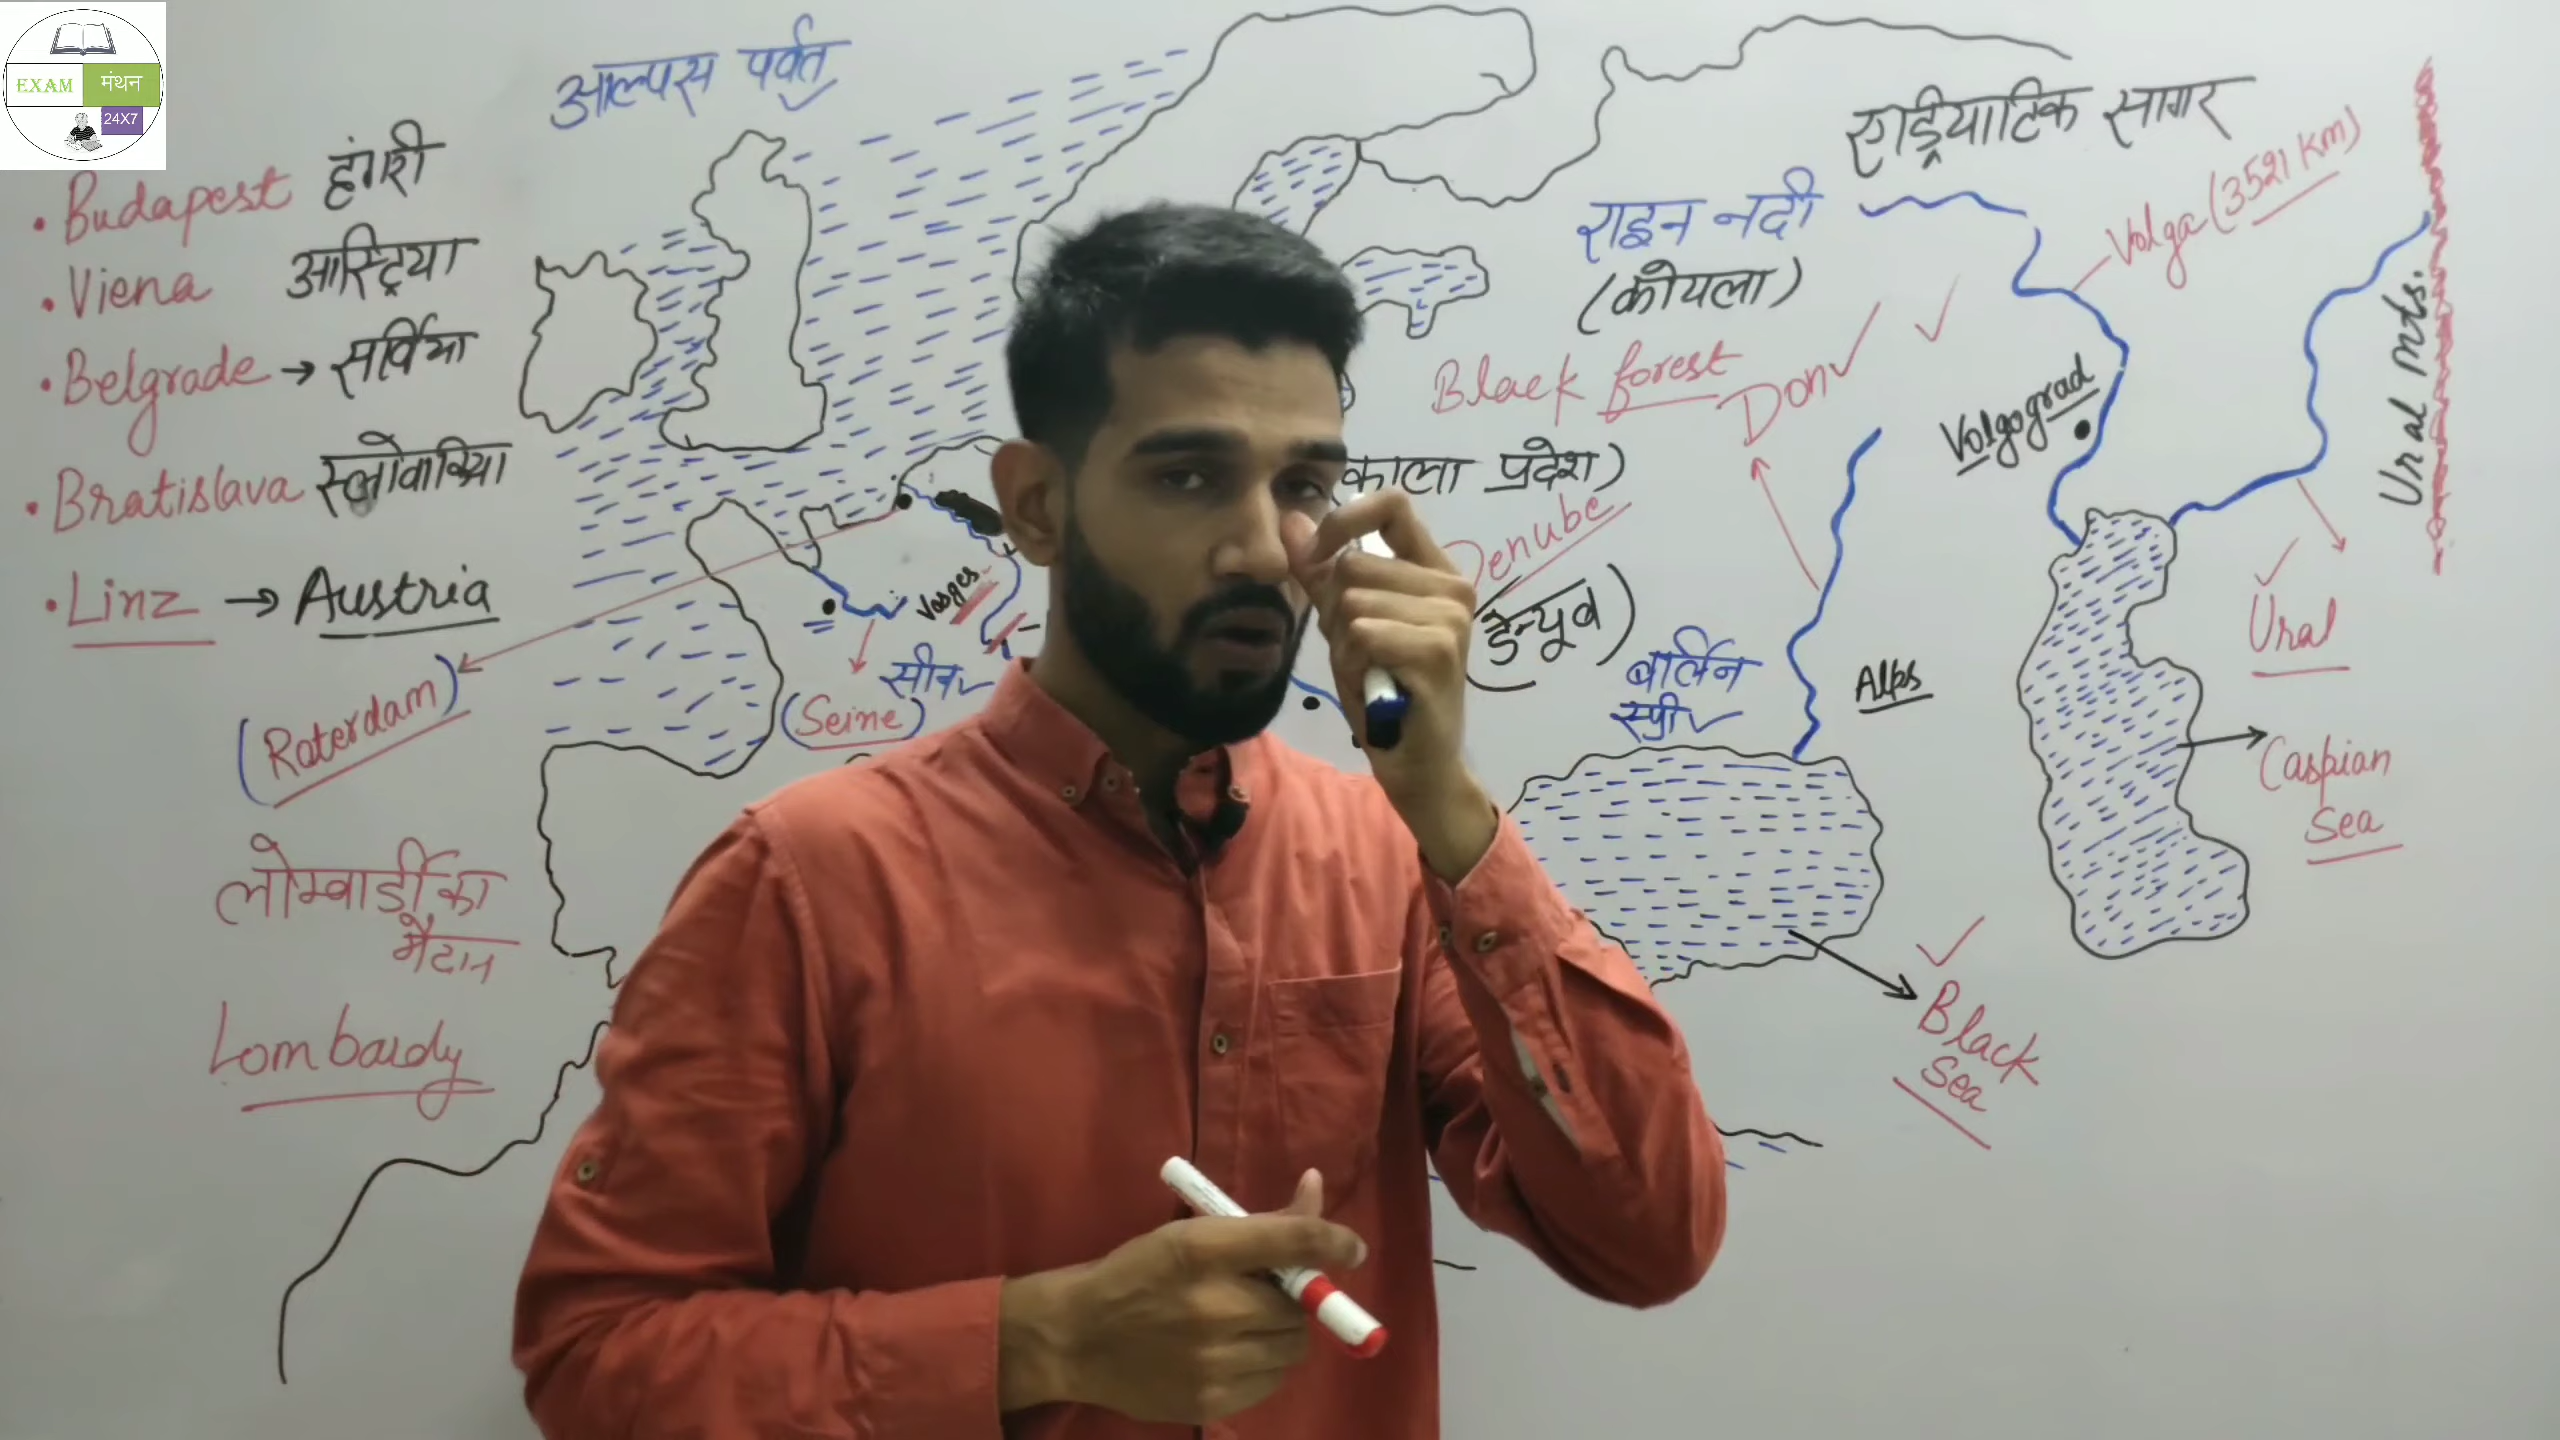 EXAM मंथन
24X7
आल्पस पर्वत
• Budapest हंगरी
• Viena आस्ट्रिया
• Belgrade → सर्विया
• Bratislava स्लोवाकिया
• Linz → Austria
(Roterdam)
लोम्बार्डी का
मैदान
Lombardy
Vosges
सीन
(Seine)
एड्रियाटिक सागर
राइन नदी
(कोयला)
Volga (3521 km)
Black forest
Don
काला प्रदेश)
Denube
(डेन्यूब)
Volgograd
Ural mts.
बर्लिन
स्प्री
Alps
Ural
Caspian
Sea
Black
Sea